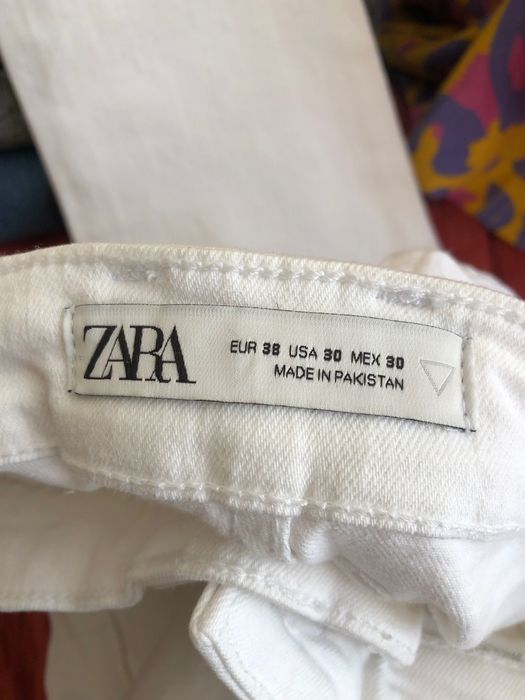 ZARA
EUR 38 USA 30 MEX 30
MADE IN PAKISTAN